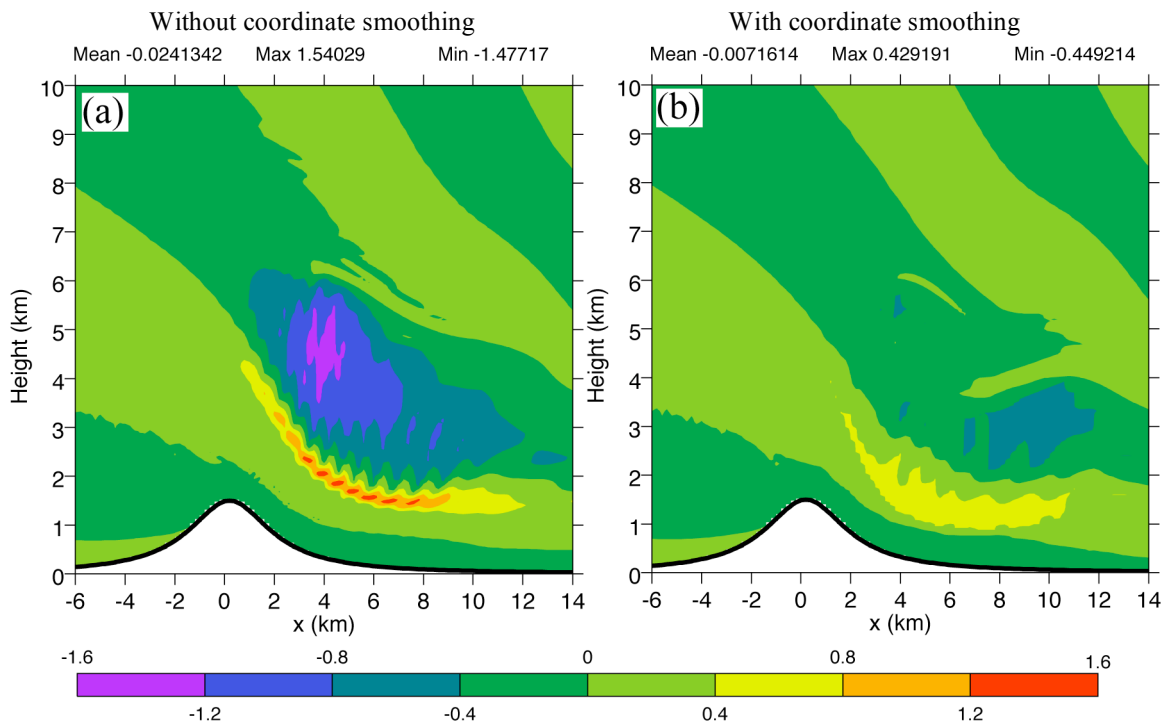 Without coordinate smoothing
With coordinate smoothing
Mean -0.0241342 Max 1.54029 Min -1.47717
Mean -0.0071614 Max 0.429191 Min -0.449214
(a)
10
9
8
7
6
5
4
3
2
1
0
Height (km)
-6 -4 -2 0 2 4 6 8 10 12 14
x (km)
(b)
10
9
8
7
6
5
4
3
2
1
0
Height (km)
-6 -4 -2 0 2 4 6 8 10 12 14
x (km)
-1.6 -0.8 0 0.8 1.6
-1.2 -0.4 0.4 1.2